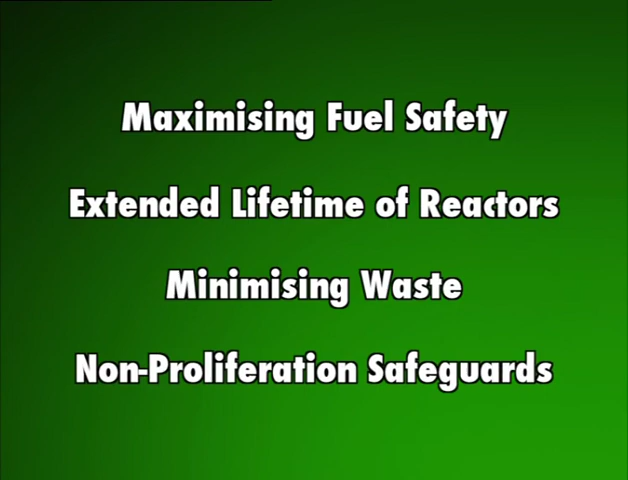 Maximising Fuel Safety
Extended Lifetime of Reactors
Minimising Waste
Non-Proliferation Safeguards